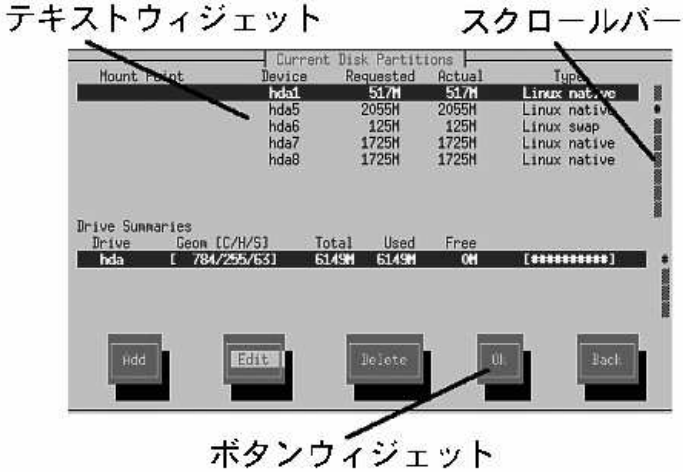 テキストウィジェット スクロールバー
Current Disk Partitions
Mount Point Device Requested Actual Type
hda1 517M 517M Linux native
hda5 2055M 2055M Linux native
hda6 125M 125M Linux swap
hda7 1725M 1725M Linux native
hda8 1725M 1725M Linux native
Drive Summaries
Drive Geom [C/H/S] Total Used Free
hda [ 784/255/63] 6149M 6149M 0M [##########]
Add Edit Delete Ok Back
ボタンウィジェット